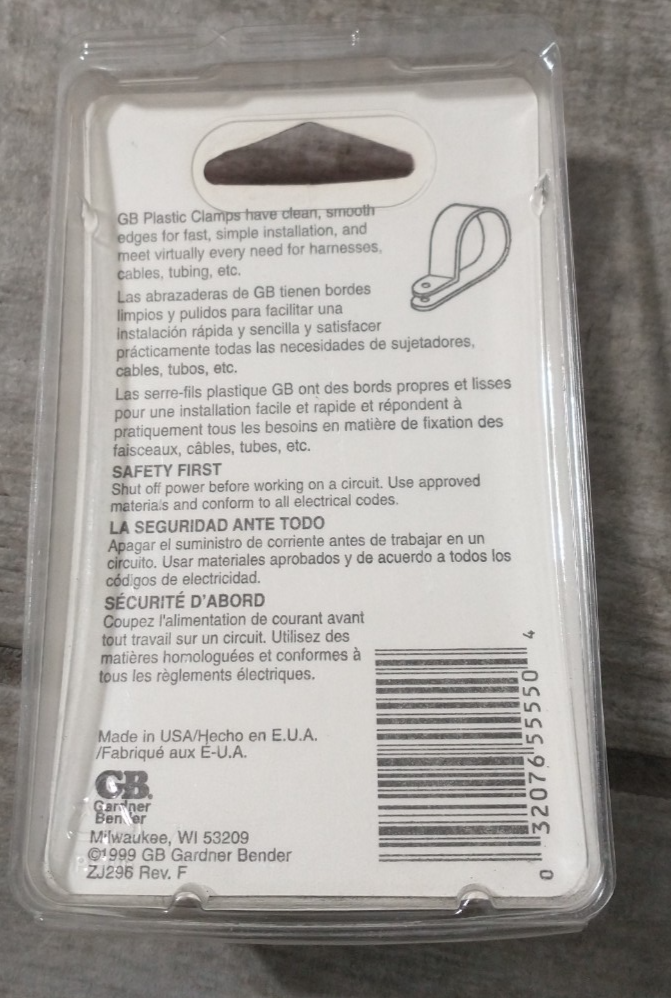 GB Plastic Clamps have clean, smooth
edges for fast, simple installation, and
meet virtually every need for harnesses,
cables, tubing, etc.
Las abrazaderas de GB tienen bordes
limpios y pulidos para facilitar una
instalación rápida y sencilla y satisfacer
prácticamente todas las necesidades de sujetadores,
cables, tubos, etc.
Las serre-fils plastique GB ont des bords propres et lisses
pour une installation facile et rapide et répondent à
pratiquement tous les besoins en matière de fixation des
faisceaux, câbles, tubes, etc.
SAFETY FIRST
Shut off power before working on a circuit. Use approved
materials and conform to all electrical codes.
LA SEGURIDAD ANTE TODO
Apagar el suministro de corriente antes de trabajar en un
circuito. Usar materiales aprobados y de acuerdo a todos los
códigos de electricidad.
SÉCURITÉ D'ABORD
Coupez l'alimentation de courant avant
tout travail sur un circuit. Utilisez des
matières homologuées et conformes à
tous les règlements électriques.
Made in USA/Hecho en E.U.A.
/Fabriqué aux É-U.A.
GB.
Gardner
Bender
Milwaukee, WI 53209
©1999 GB Gardner Bender
ZJ296 Rev. F
0 32076 55550 4